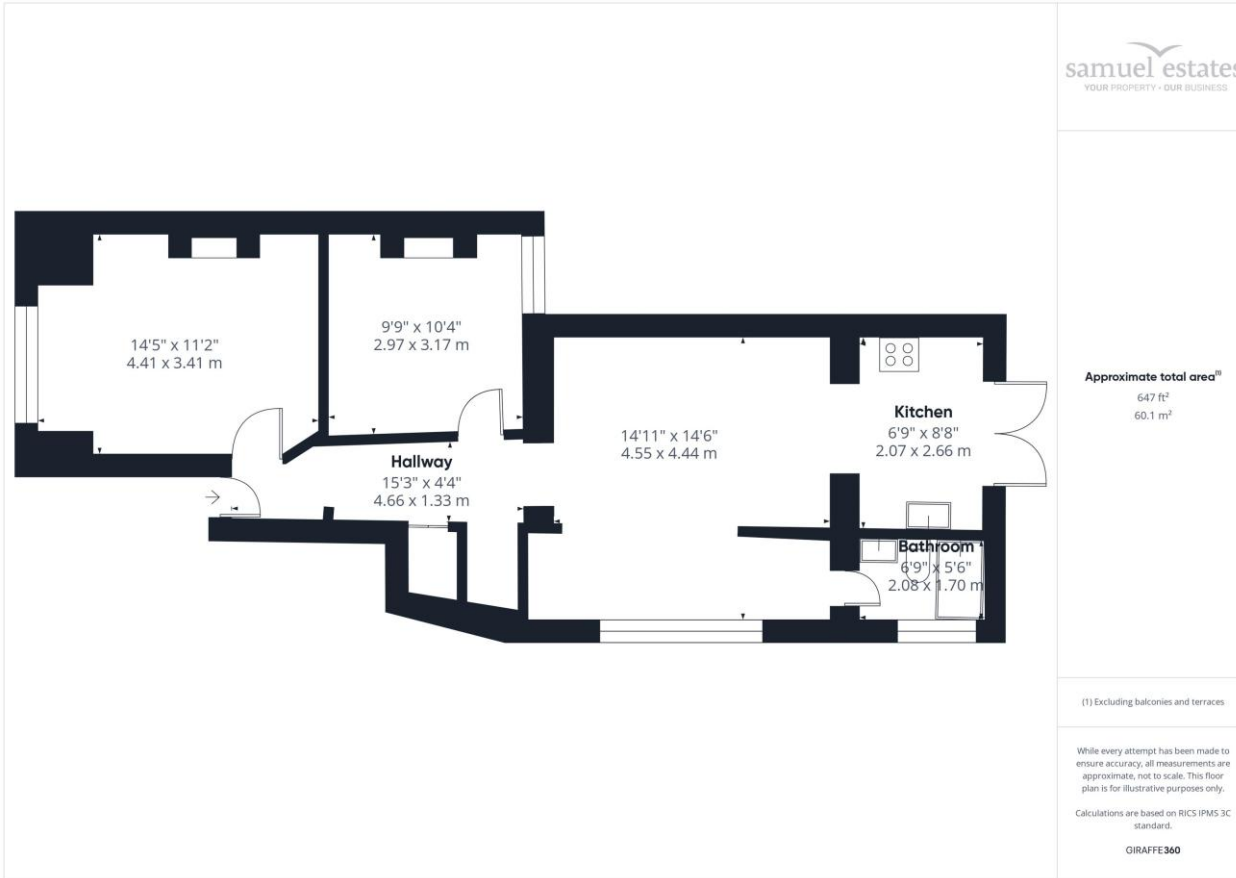 samuel estates
YOUR PROPERTY • OUR BUSINESS
14'5" x 11'2"
4.41 x 3.41 m
9'9" x 10'4"
2.97 x 3.17 m
Hallway
15'3" x 4'4"
4.66 x 1.33 m
14'11" x 14'6"
4.55 x 4.44 m
Kitchen
6'9" x 8'8"
2.07 x 2.66 m
Bathroom
6'9" x 5'6"
2.08 x 1.70 m
Approximate total area(1)
647 ft²
60.1 m²
(1) Excluding balconies and terraces
While every attempt has been made to
ensure accuracy, all measurements are
approximate, not to scale. This floor
plan is for illustrative purposes only.
Calculations are based on RICS IPMS 3C
standard.
GIRAFFE360